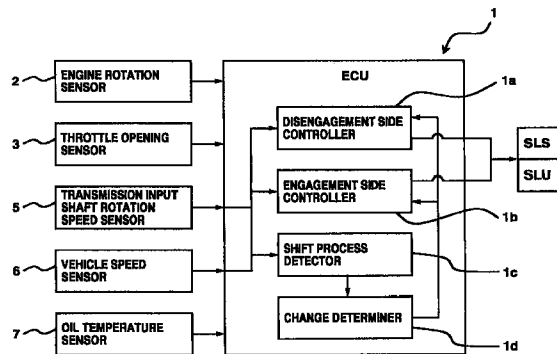 1
ECU
2
ENGINE ROTATION
SENSOR
3
THROTTLE OPENING
SENSOR
5
TRANSMISSION INPUT
SHAFT ROTATION
SPEED SENSOR
6
VEHICLE SPEED
SENSOR
7
OIL TEMPERATURE
SENSOR
1a
DISENGAGEMENT SIDE
CONTROLLER
ENGAGEMENT SIDE
CONTROLLER
1b
SHIFT PROCESS
DETECTOR
1c
CHANGE DETERMINER
1d
SLS
SLU